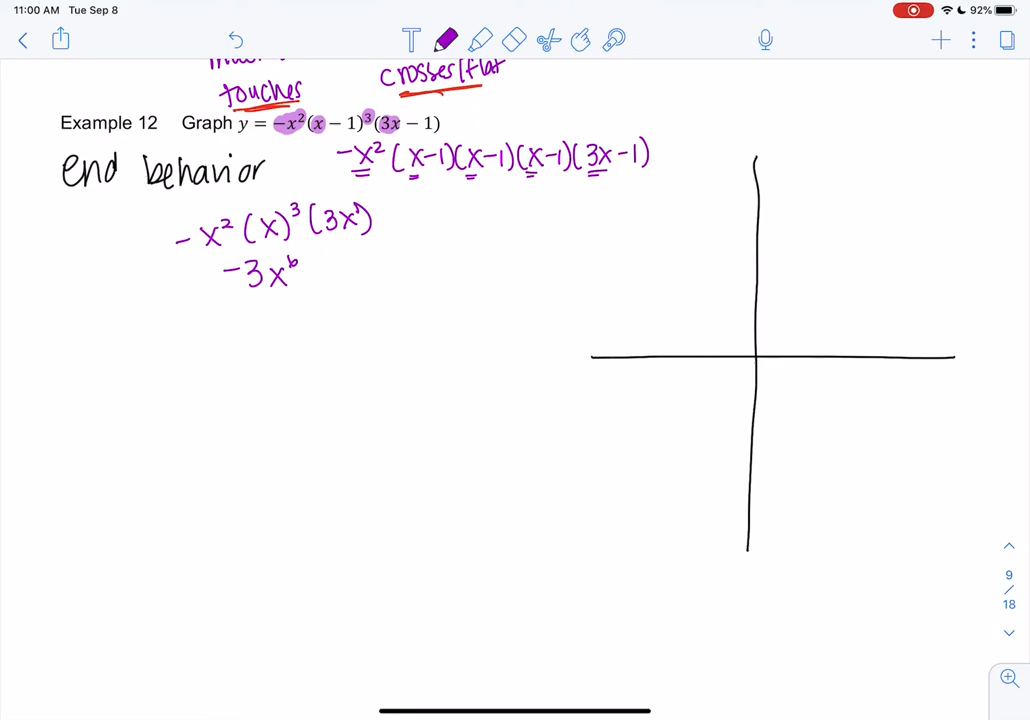 11:00 AM Tue Sep 8 92%
crosses/flat
touches
Example 12 Graph y = −x²(x − 1)³(3x − 1)
end behavior
−x² (x−1)(x−1)(x−1)(3x−1)
−x² (x)³ (3x¹)
−3x⁶
9
/
18